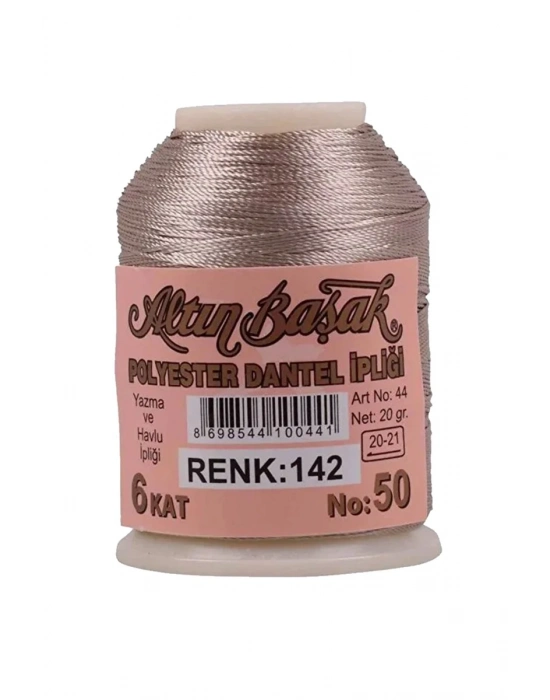 Altın Başak®
POLYESTER DANTEL İPLİĞİ
Yazma
ve
Havlu
İpliği
8 698544 100441
Art No: 44
Net: 20 gr.
20-21
RENK:142
6 KAT
No:50